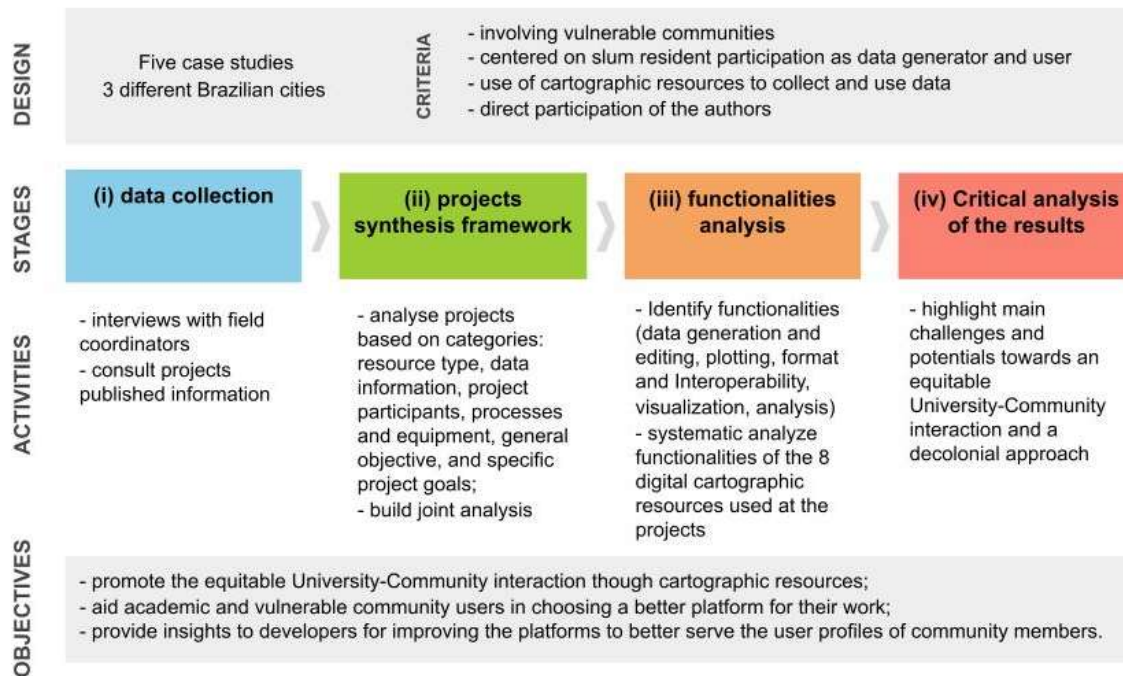 DESIGN
Five case studies
3 different Brazilian cities
CRITERIA
- involving vulnerable communities
- centered on slum resident participation as data generator and user
- use of cartographic resources to collect and use data
- direct participation of the authors
STAGES
(i) data collection
(ii) projects
synthesis framework
(iii) functionalities
analysis
(iv) Critical analysis
of the results
ACTIVITIES
- interviews with field
coordinators
- consult projects
published information
- analyse projects
based on categories:
resource type, data
information, project
participants, processes
and equipment, general
objective, and specific
project goals;
- build joint analysis
- Identify functionalities
(data generation and
editing, plotting, format
and Interoperability,
visualization, analysis)
- systematic analyze
functionalities of the 8
digital cartographic
resources used at the
projects
- highlight main
challenges and
potentials towards an
equitable
University-Community
interaction and a
decolonial approach
OBJECTIVES
- promote the equitable University-Community interaction though cartographic resources;
- aid academic and vulnerable community users in choosing a better platform for their work;
- provide insights to developers for improving the platforms to better serve the user profiles of community members.